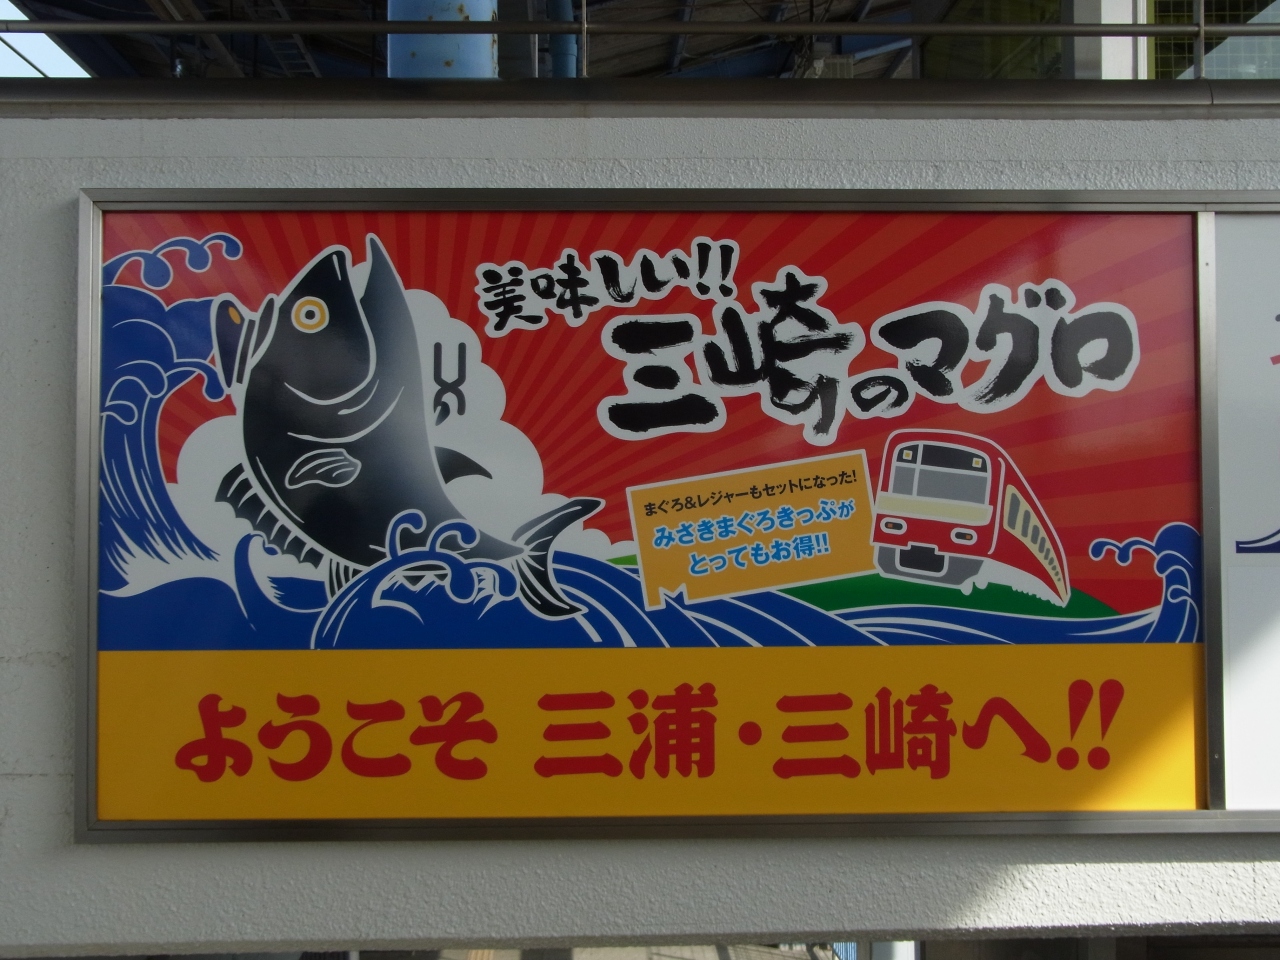 美味しい!!
三崎のマグロ
まぐろ&レジャーもセットになった!
みさきまぐろきっぷが
とってもお得!!
ようこそ 三浦・三崎へ!!